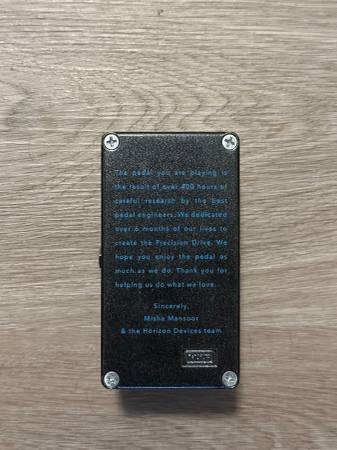 The pedal you are playing is
the result of over 400 hours of
careful research by the best
pedal engineers. We dedicated
over 6 months of our lives to
create the Precision Drive. We
hope you enjoy the pedal as
much as we do. Thank you for
helping us do what we love.
Sincerely,
Misha Mansoor
& the Horizon Devices team